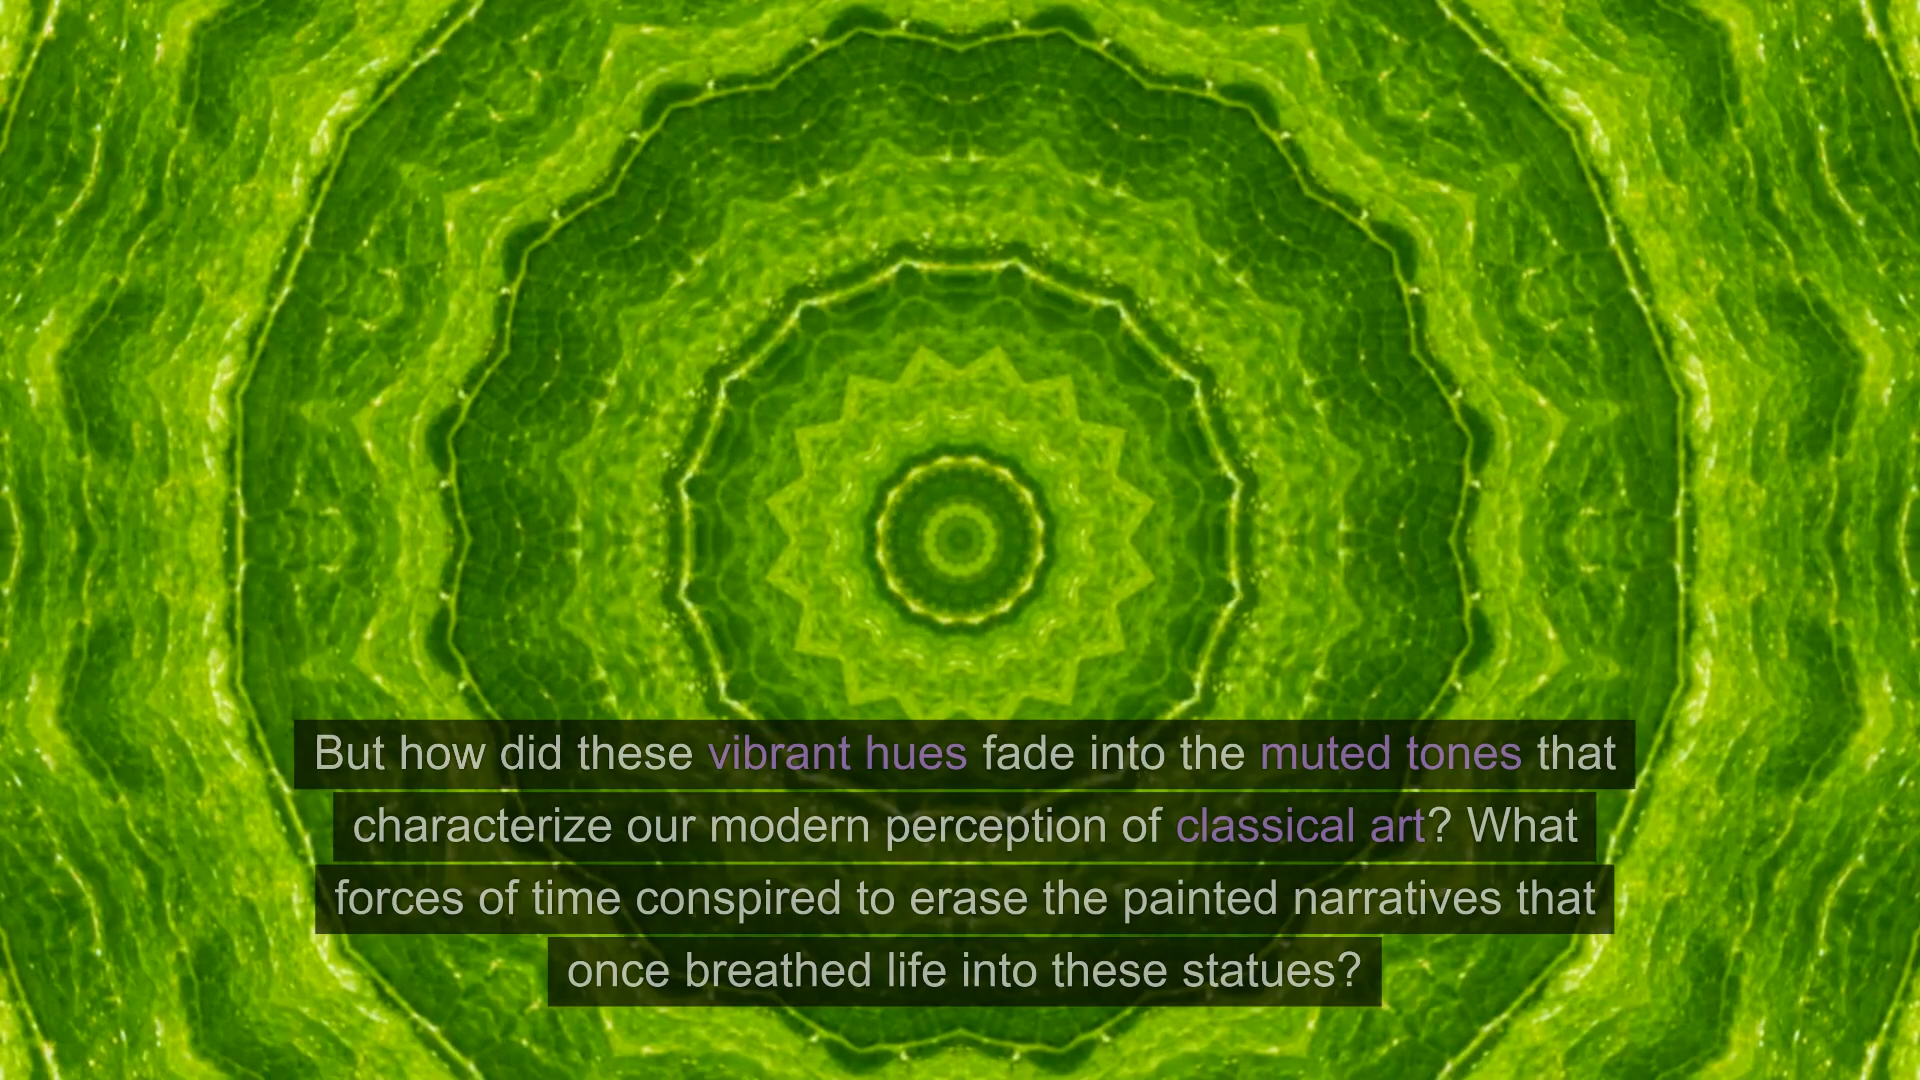 But how did these vibrant hues fade into the muted tones that
characterize our modern perception of classical art? What
forces of time conspired to erase the painted narratives that
once breathed life into these statues?